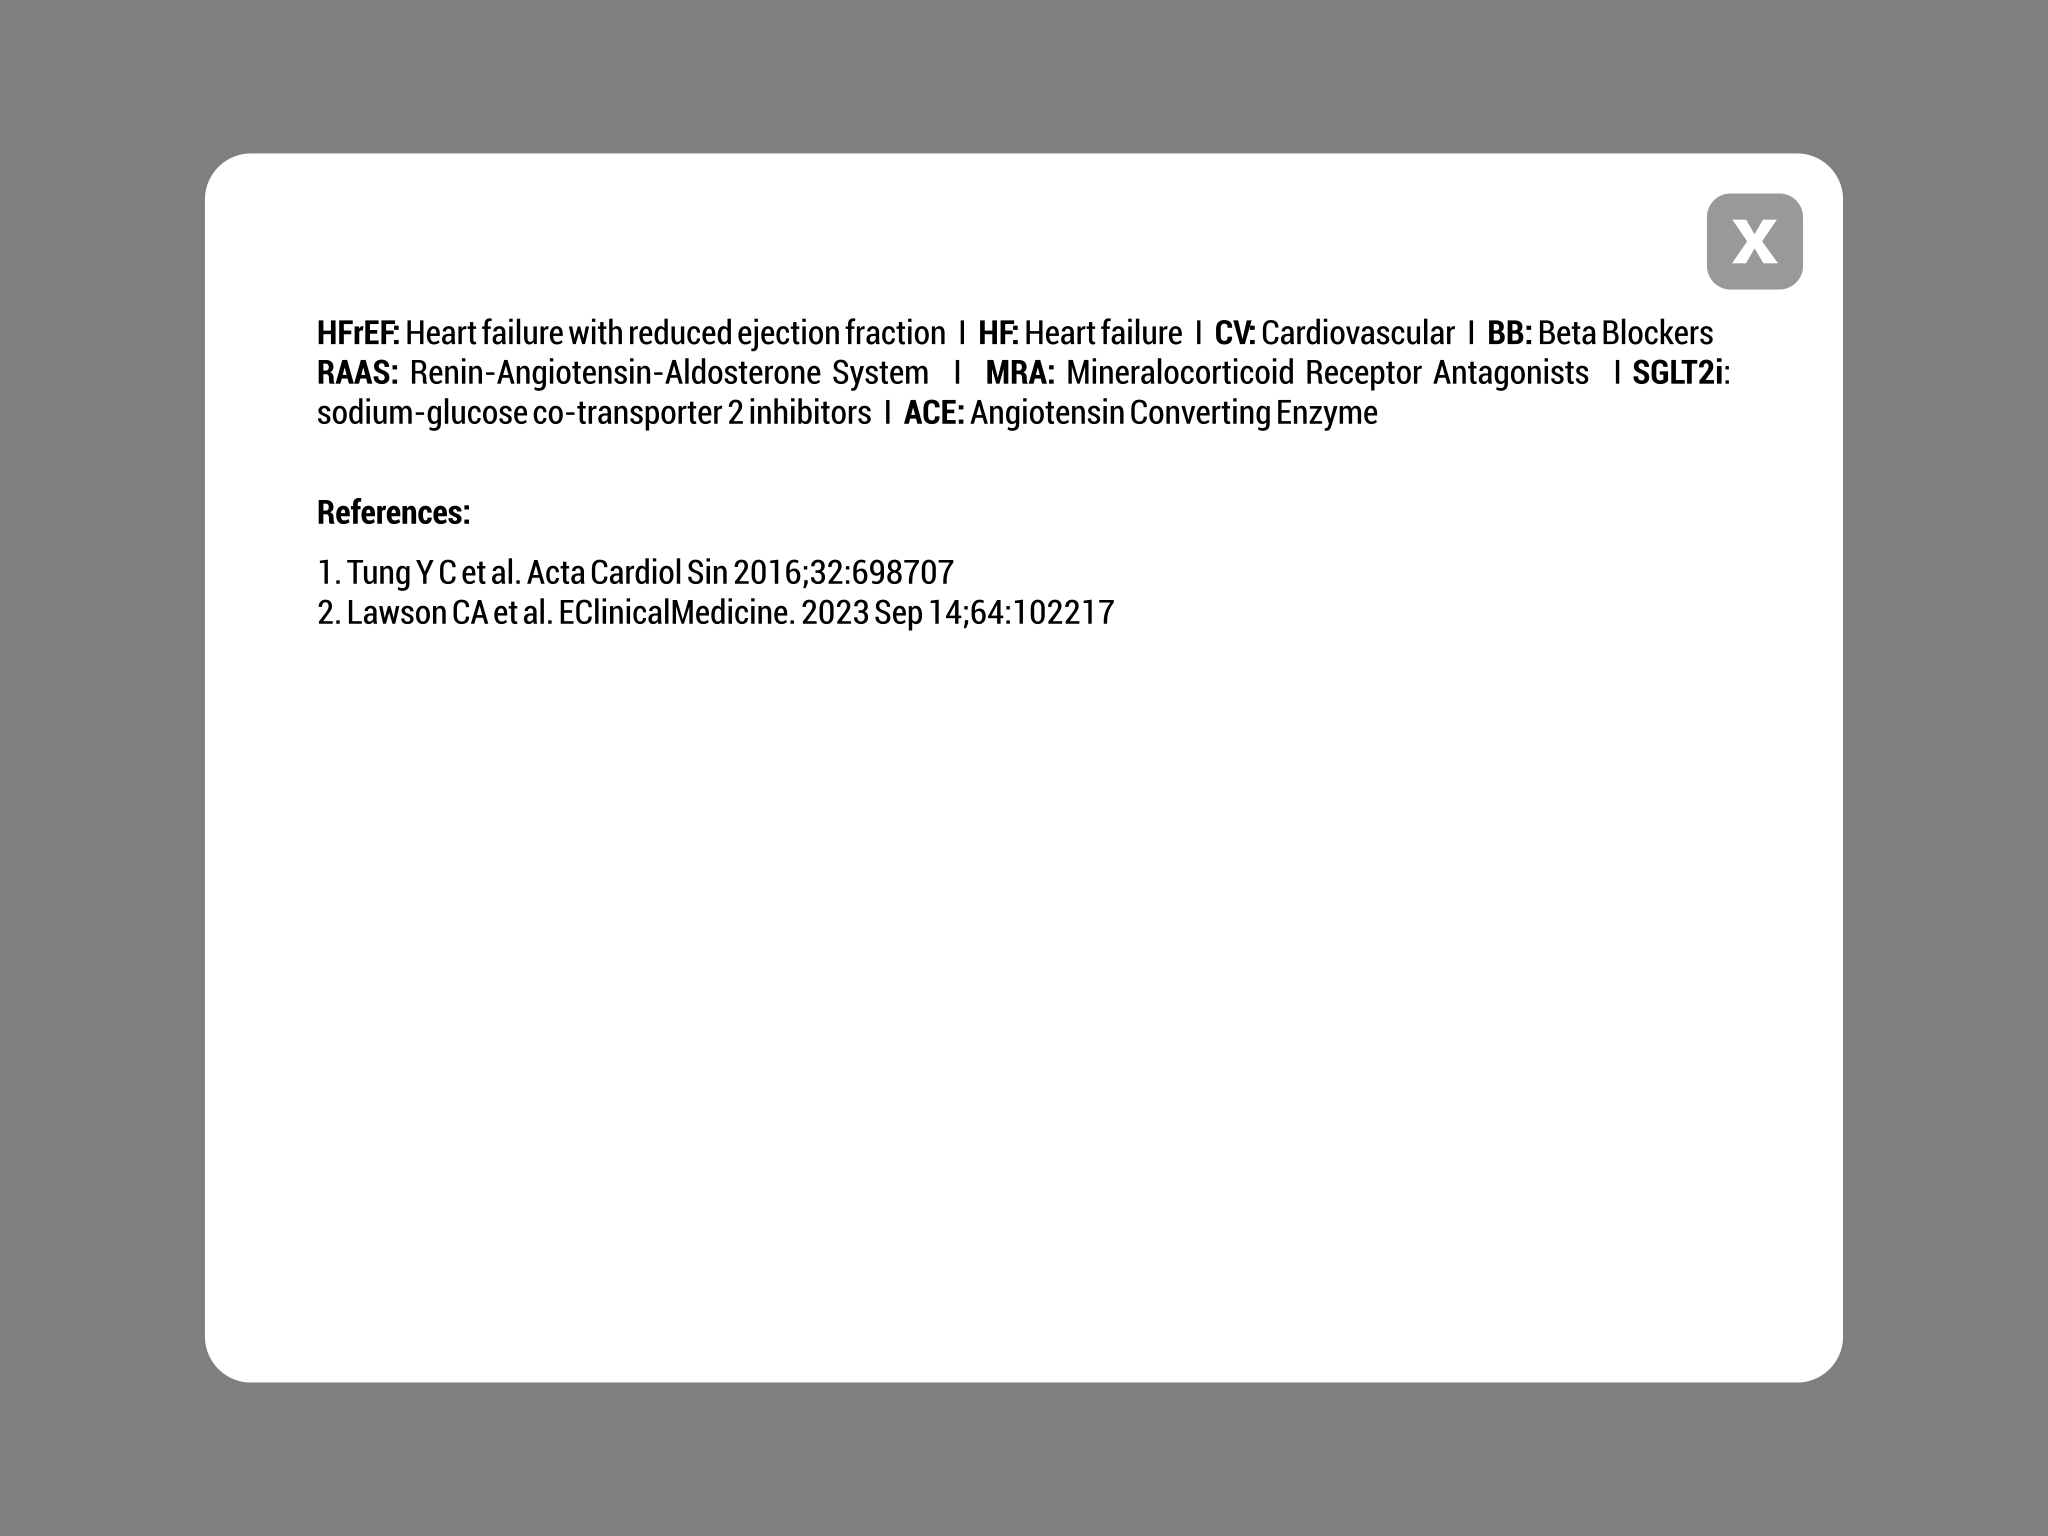 X
HFrEF: Heart failure with reduced ejection fraction I HF: Heart failure I CV: Cardiovascular I BB: Beta Blockers
RAAS: Renin-Angiotensin-Aldosterone System I MRA: Mineralocorticoid Receptor Antagonists I SGLT2i:
sodium-glucose co-transporter 2 inhibitors I ACE: Angiotensin Converting Enzyme
References:
1. Tung Y C et al. Acta Cardiol Sin 2016;32:698707
2. Lawson CA et al. EClinicalMedicine. 2023 Sep 14;64:102217